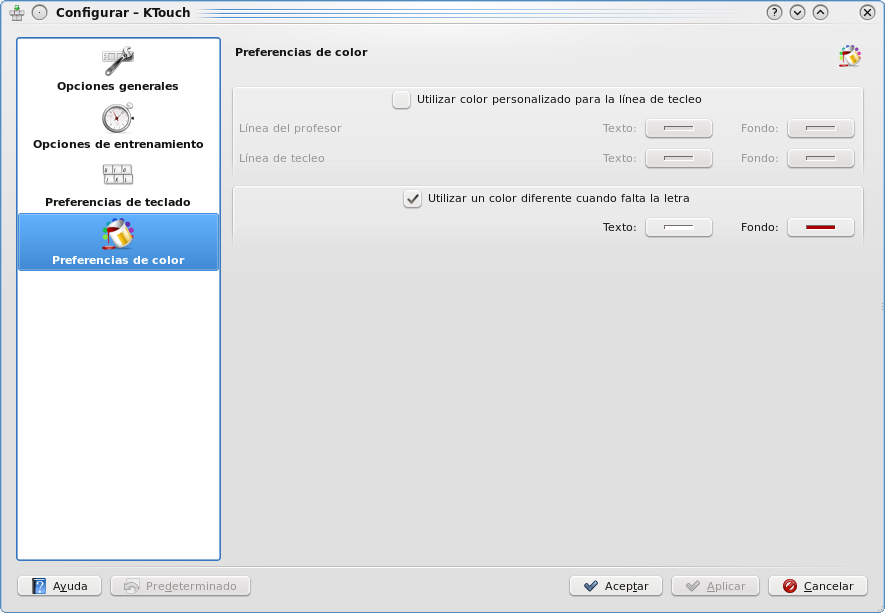 Configurar – KTouch
Opciones generales
Opciones de entrenamiento
Preferencias de teclado
Preferencias de color
Preferencias de color
Utilizar color personalizado para la línea de tecleo
Línea del profesor Texto: Fondo:
Línea de tecleo Texto: Fondo:
Utilizar un color diferente cuando falta la letra
Texto: Fondo:
Ayuda Predeterminado Aceptar Aplicar Cancelar